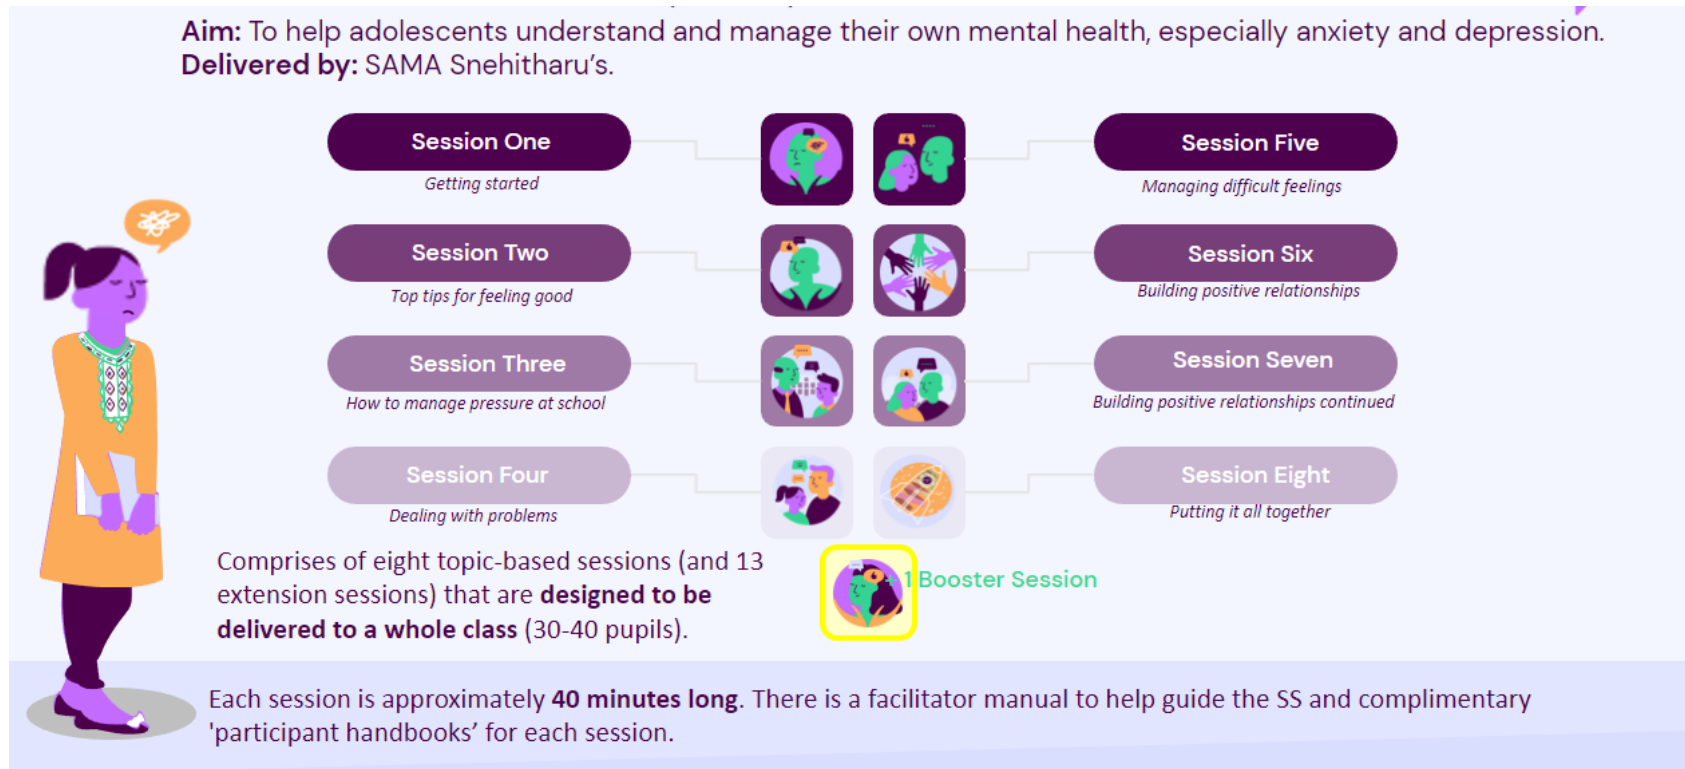 Aim: To help adolescents understand and manage their own mental health, especially anxiety and depression.
Delivered by: SAMA Snehitharu’s.
Session One
Getting started
Session Two
Top tips for feeling good
Session Three
How to manage pressure at school
Session Four
Dealing with problems
Session Five
Managing difficult feelings
Session Six
Building positive relationships
Session Seven
Building positive relationships continued
Session Eight
Putting it all together
+ 1 Booster Session
Comprises of eight topic-based sessions (and 13
extension sessions) that are designed to be
delivered to a whole class (30-40 pupils).
Each session is approximately 40 minutes long. There is a facilitator manual to help guide the SS and complimentary
'participant handbooks’ for each session.